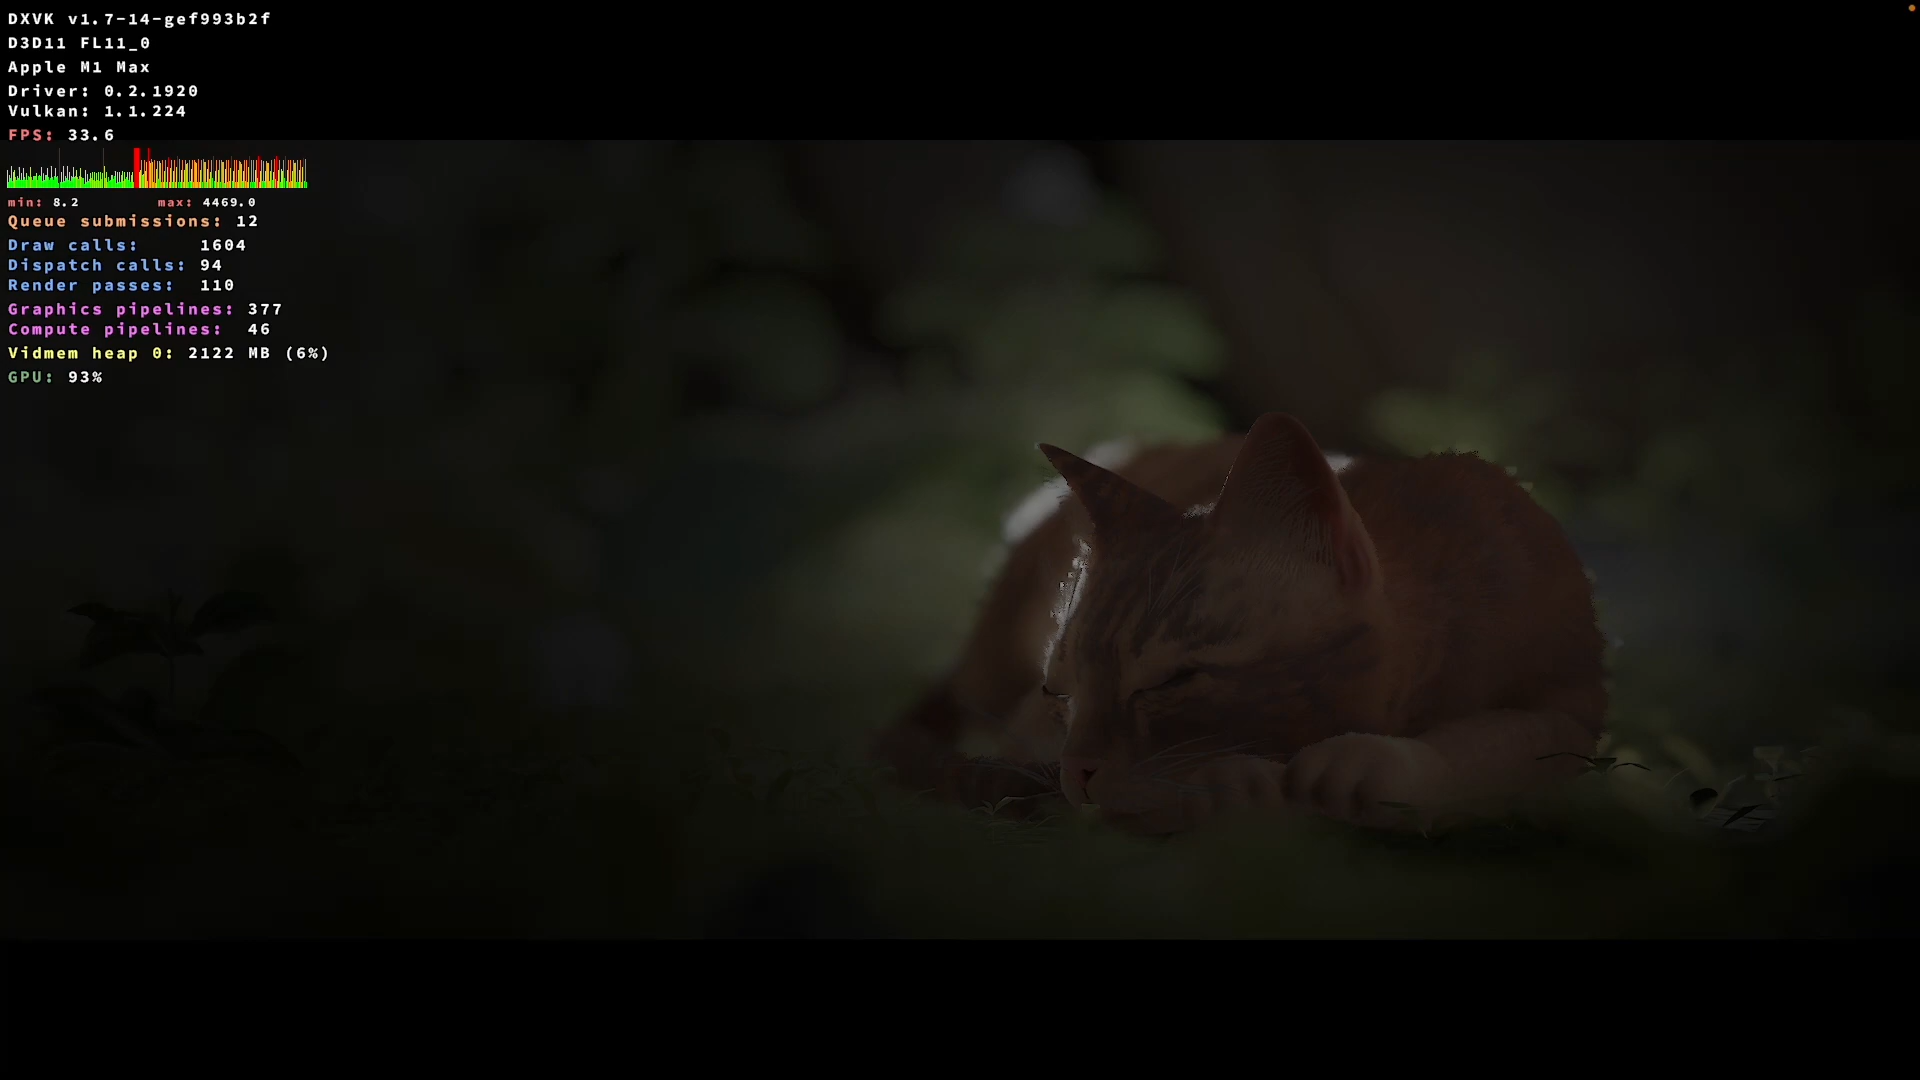 DXVK v1.7-14-gef993b2f
D3D11 FL11_0
Apple M1 Max
Driver: 0.2.1920
Vulkan: 1.1.224
FPS: 33.6
min: 8.2 max: 4469.0
Queue submissions: 12
Draw calls: 1604
Dispatch calls: 94
Render passes: 110
Graphics pipelines: 377
Compute pipelines: 46
Vidmem heap 0: 2122 MB (6%)
GPU: 93%